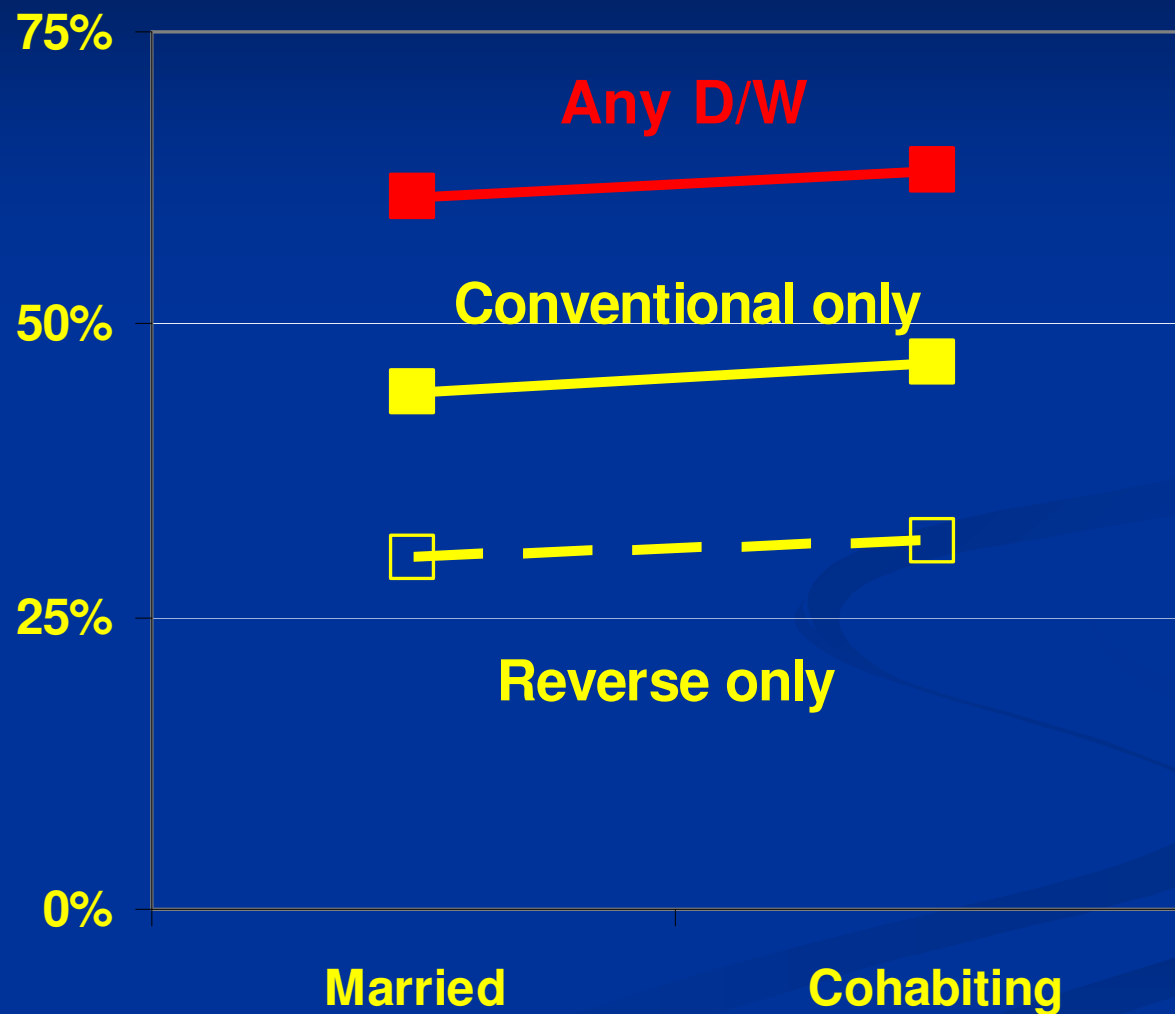 75%
Any D/W
Conventional only
50%
25%
Reverse only
0%
Married Cohabiting